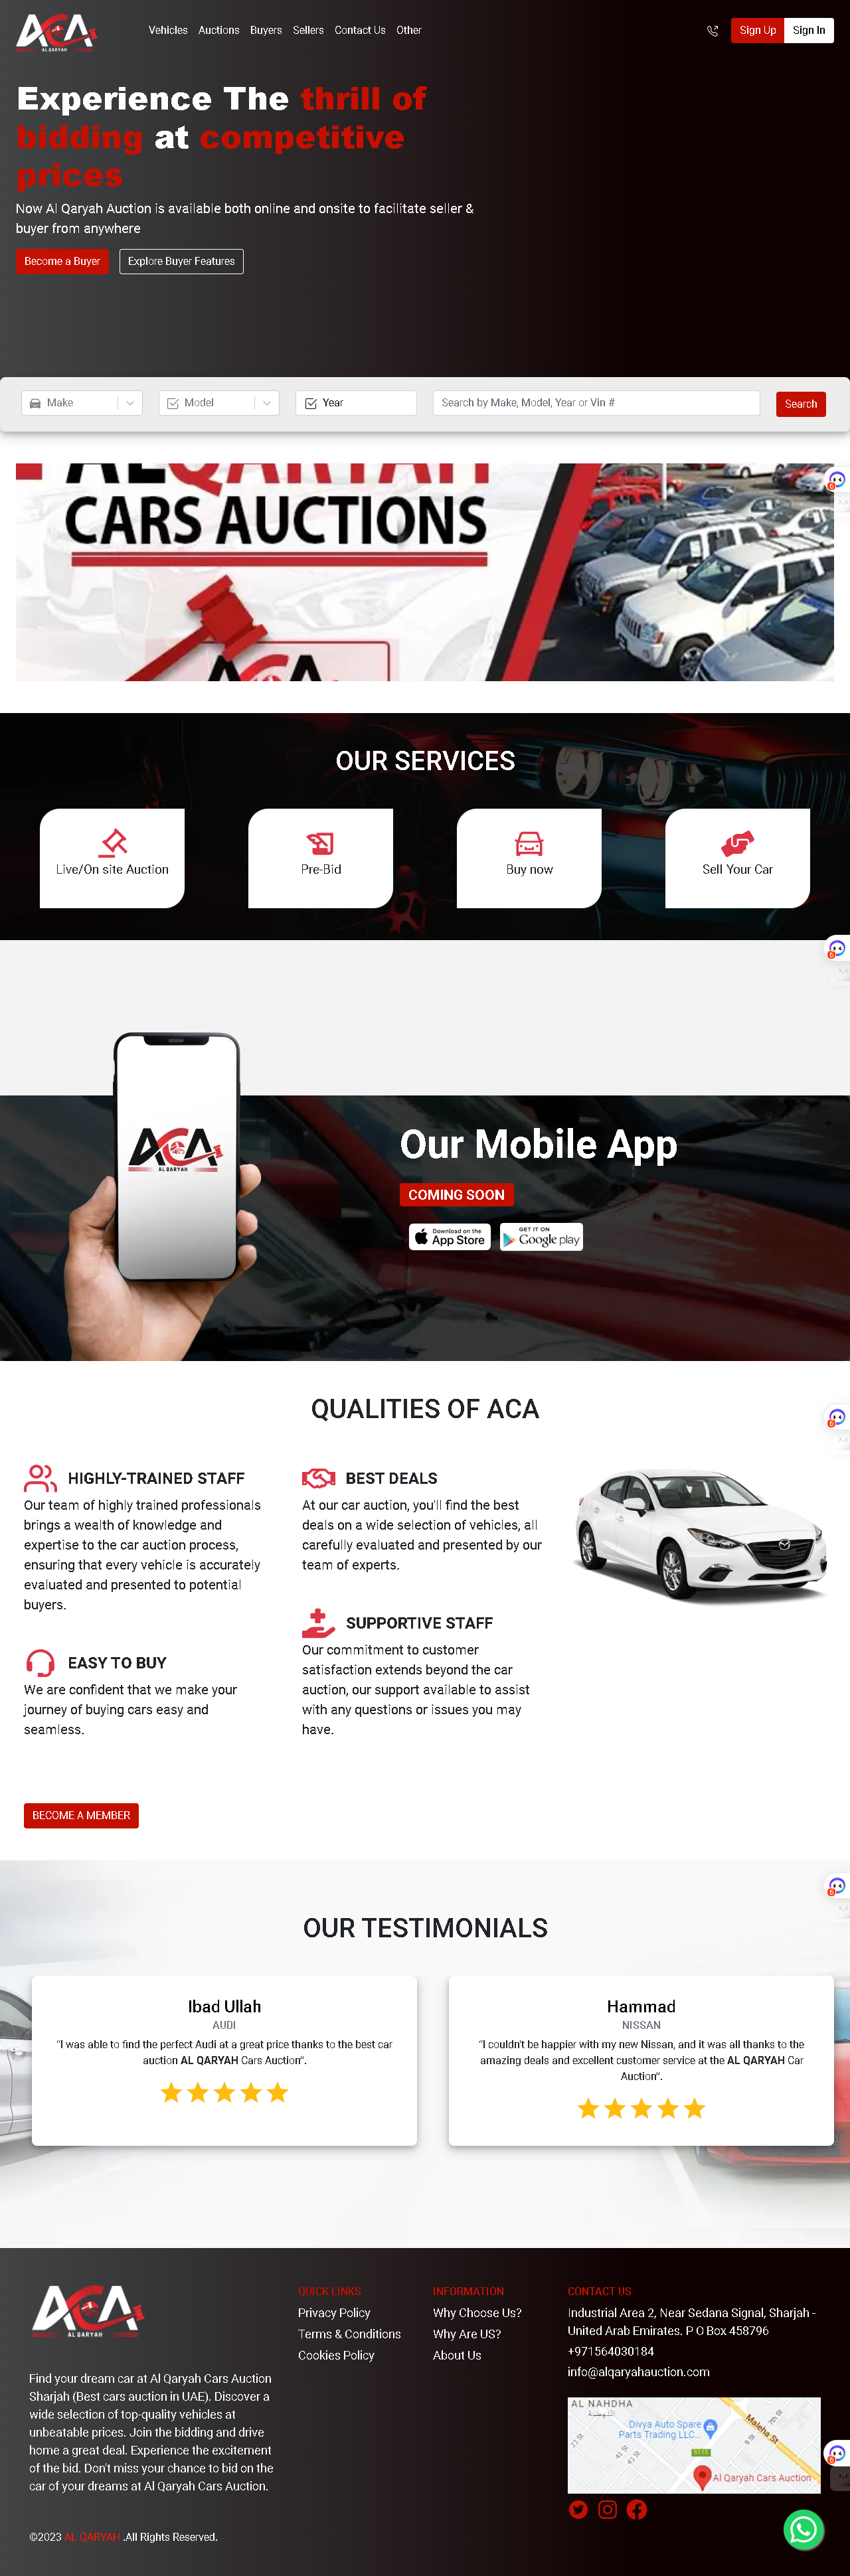 ACA
AL QARYAH
Vehicles Auctions Buyers Sellers Contact Us Other
Sign Up Sign In
Experience The thrill of
bidding at competitive
prices
Now Al Qaryah Auction is available both online and onsite to facilitate seller &
buyer from anywhere
Become a Buyer Explore Buyer Features
Make Model Year Search by Make, Model, Year or Vin # Search
ALQARYAH
CARS AUCTIONS
ACA
OUR SERVICES
Live/On site Auction Pre-Bid Buy now Sell Your Car
ACA
AL QARYAH
Our Mobile App
COMING SOON
Download on the
App Store
GET IT ON
Google play
QUALITIES OF ACA
HIGHLY-TRAINED STAFF
Our team of highly trained professionals
brings a wealth of knowledge and
expertise to the car auction process,
ensuring that every vehicle is accurately
evaluated and presented to potential
buyers.
EASY TO BUY
We are confident that we make your
journey of buying cars easy and
seamless.
BEST DEALS
At our car auction, you'll find the best
deals on a wide selection of vehicles, all
carefully evaluated and presented by our
team of experts.
SUPPORTIVE STAFF
Our commitment to customer
satisfaction extends beyond the car
auction, our support available to assist
with any questions or issues you may
have.
BECOME A MEMBER
OUR TESTIMONIALS
Ibad Ullah
AUDI
"I was able to find the perfect Audi at a great price thanks to the best car
auction AL QARYAH Cars Auction".
Hammad
NISSAN
"I couldn't be happier with my new Nissan, and it was all thanks to the
amazing deals and excellent customer service at the AL QARYAH Car
Auction".
ACA
AL QARYAH
Find your dream car at Al Qaryah Cars Auction
Sharjah (Best cars auction in UAE). Discover a
wide selection of top-quality vehicles at
unbeatable prices. Join the bidding and drive
home a great deal. Experience the excitement
of the bid. Don't miss your chance to bid on the
car of your dreams at Al Qaryah Cars Auction.
QUICK LINKS
Privacy Policy
Terms & Conditions
Cookies Policy
INFORMATION
Why Choose Us?
Why Are US?
About Us
CONTACT US
Industrial Area 2, Near Sedana Signal, Sharjah -
United Arab Emirates. P O Box 458796
+971564030184
info@alqaryahauction.com
AL NAHDHA
النهضة
Divya Auto Spare
Parts Trading LLC...
Maleha St
7th St
9 St
23 St
41 St
43 St
S113
Al Qaryah Cars Auction
©2023 AL QARYAH .All Rights Reserved.